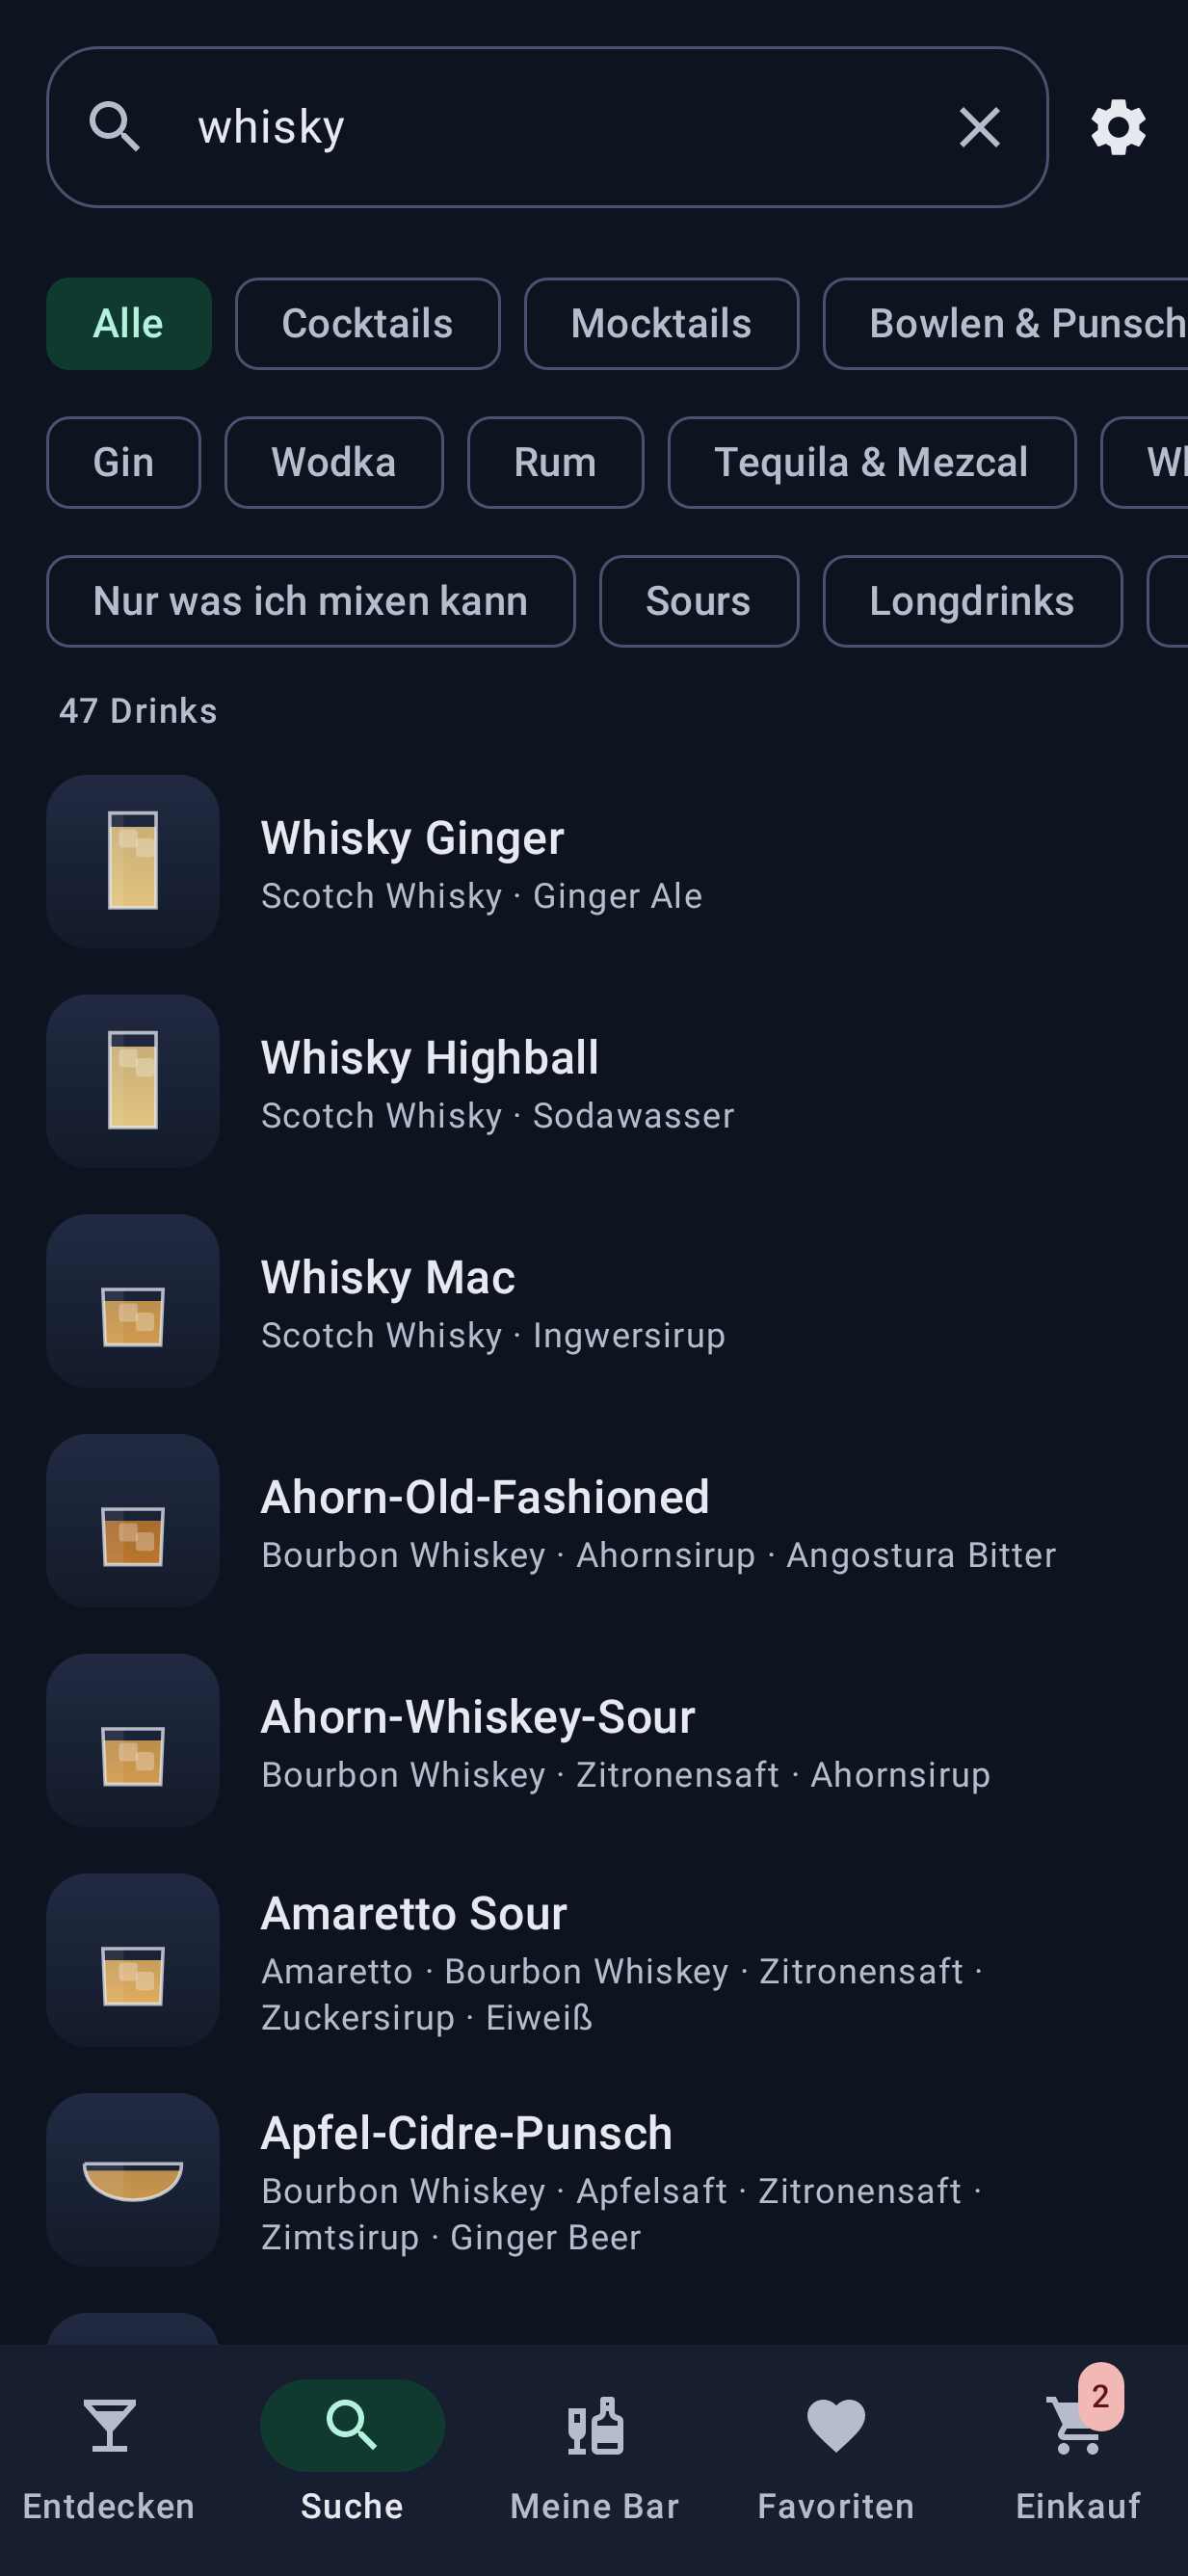 whisky
Alle
Cocktails
Mocktails
Bowlen & Punsch
Gin
Wodka
Rum
Tequila & Mezcal
Nur was ich mixen kann
Sours
Longdrinks
47 Drinks
Whisky Ginger
Scotch Whisky · Ginger Ale
Whisky Highball
Scotch Whisky · Sodawasser
Whisky Mac
Scotch Whisky · Ingwersirup
Ahorn-Old-Fashioned
Bourbon Whiskey · Ahornsirup · Angostura Bitter
Ahorn-Whiskey-Sour
Bourbon Whiskey · Zitronensaft · Ahornsirup
Amaretto Sour
Amaretto · Bourbon Whiskey · Zitronensaft ·
Zuckersirup · Eiweiß
Apfel-Cidre-Punsch
Bourbon Whiskey · Apfelsaft · Zitronensaft ·
Zimtsirup · Ginger Beer
2
Entdecken
Suche
Meine Bar
Favoriten
Einkauf